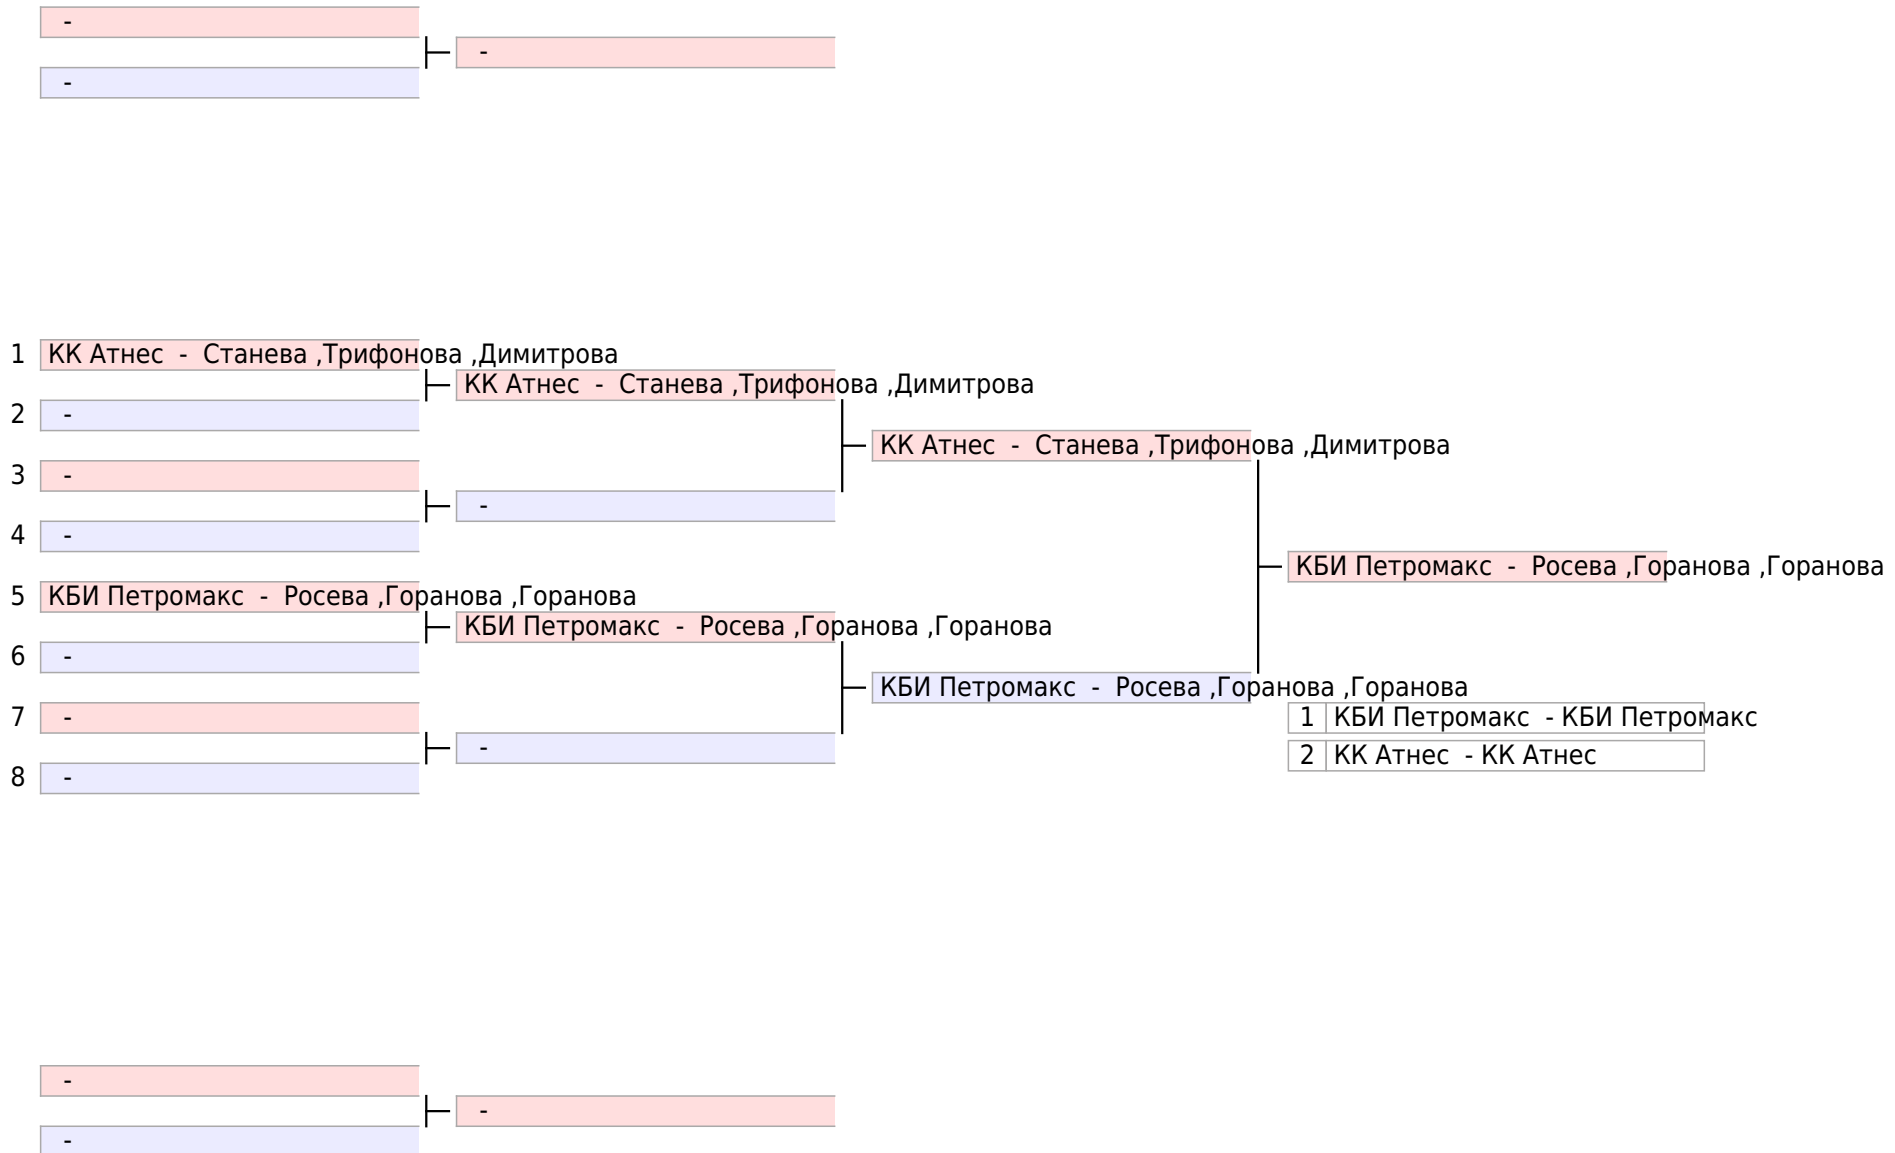 -
-
-
1 КК Атнес - Станева ,Трифонова ,Димитрова
КК Атнес - Станева ,Трифонова ,Димитрова
2 -
КК Атнес - Станева ,Трифонова ,Димитрова
3 -
-
4 -
КБИ Петромакс - Росева ,Горанова ,Горанова
5 КБИ Петромакс - Росева ,Горанова ,Горанова
КБИ Петромакс - Росева ,Горанова ,Горанова
6 -
КБИ Петромакс - Росева ,Горанова ,Горанова
7 -
1 КБИ Петромакс - КБИ Петромакс
-
2 КК Атнес - КК Атнес
8 -
-
-
-